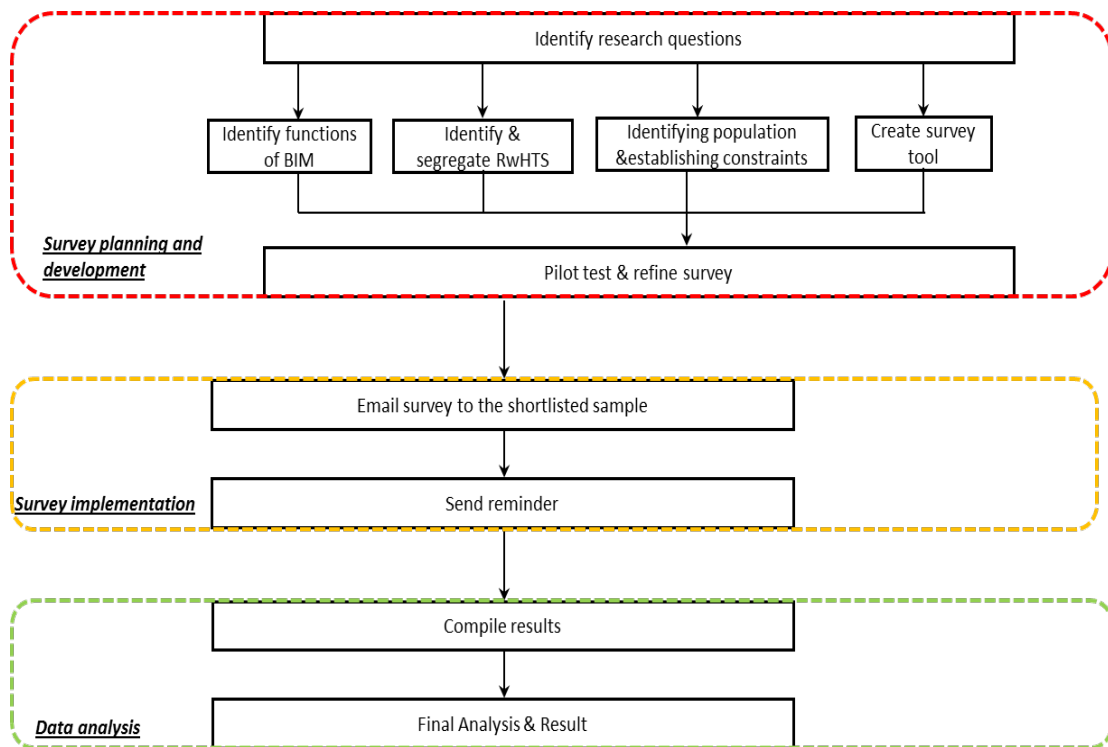 Identify research questions
Identify functions
of BIM
Identify &
segregate RwHTS
Identifying population
&establishing constraints
Create survey
tool
Survey planning and
development
Pilot test & refine survey
Email survey to the shortlisted sample
Send reminder
Survey implementation
Compile results
Final Analysis & Result
Data analysis